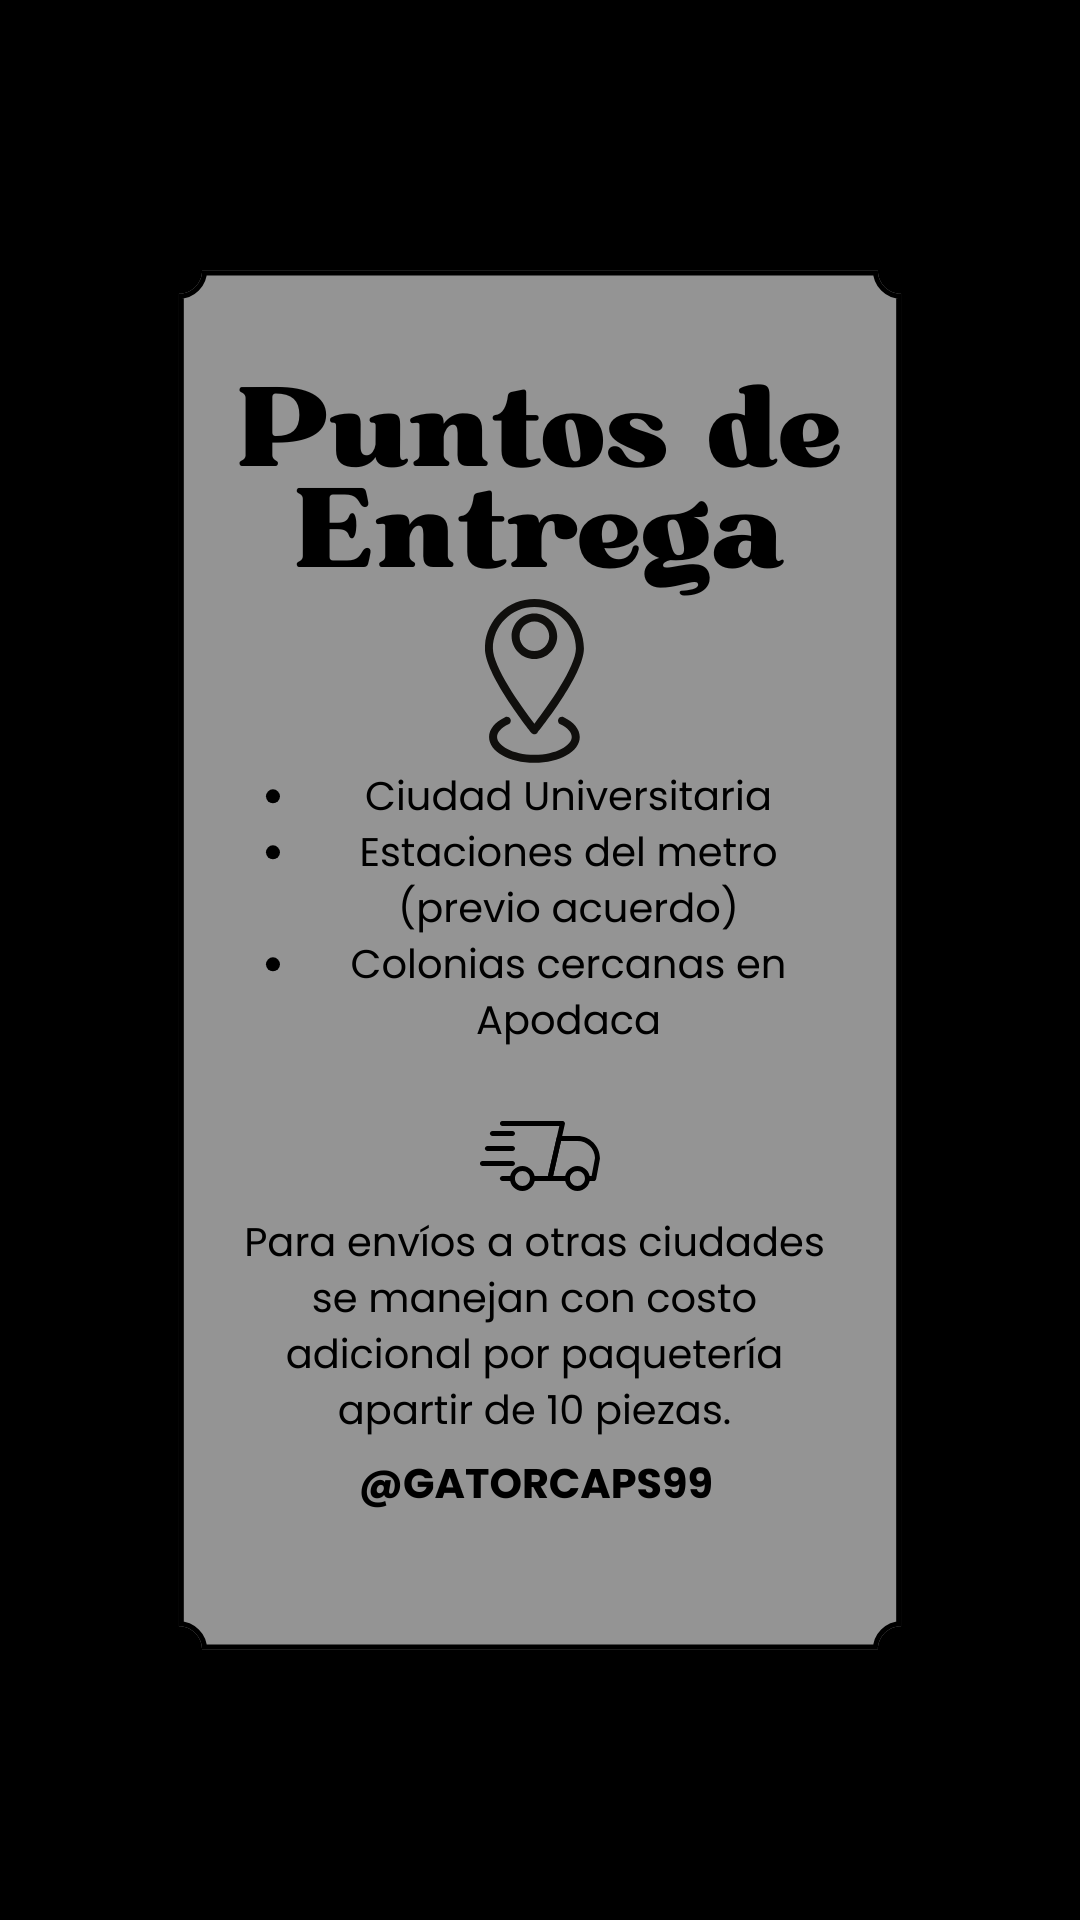 Puntos de
Entrega
• Ciudad Universitaria
• Estaciones del metro
(previo acuerdo)
• Colonias cercanas en
Apodaca
Para envíos a otras ciudades
se manejan con costo
adicional por paquetería
apartir de 10 piezas.
@GATORCAPS99